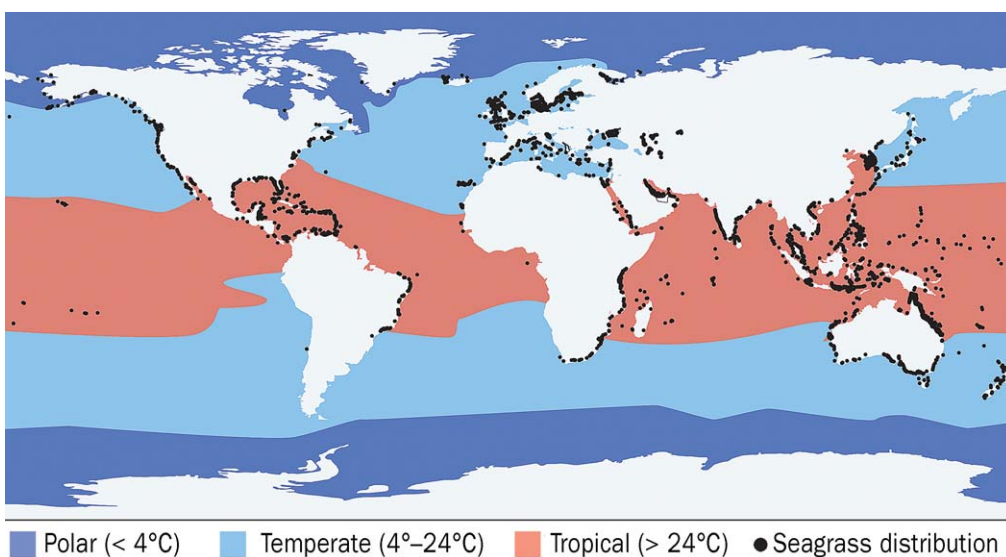 Polar (< 4°C) Temperate (4°–24°C) Tropical (> 24°C) Seagrass distribution